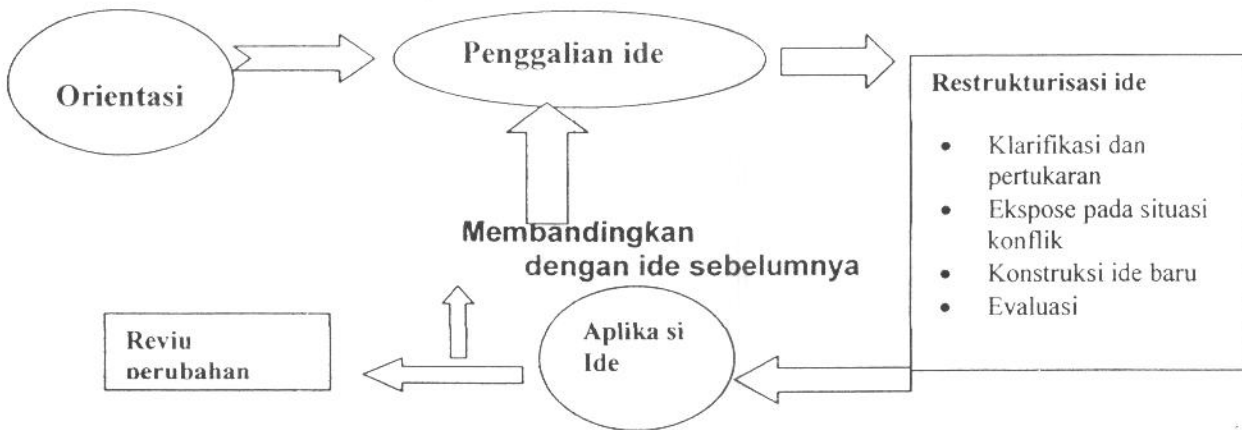 Orientasi
Penggalian ide
Restrukturisasi ide
• Klarifikasi dan
pertukaran
• Ekspose pada situasi
konflik
• Konstruksi ide baru
• Evaluasi
Membandingkan
dengan ide sebelumnya
Aplika si
Ide
Reviu
perubahan